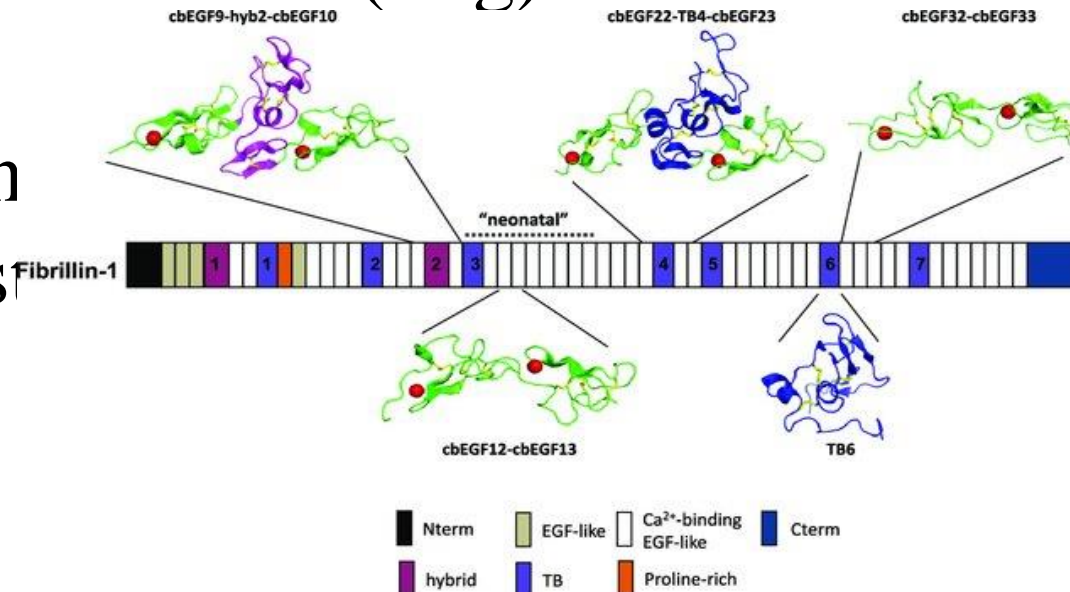 cbEGF9-hyb2-cbEGF10
cbEGF22-TB4-cbEGF23
cbEGF32-cbEGF33
“neonatal”
Fibrillin-1
1 1 2 2 3 4 5 6 7
cbEGF12-cbEGF13
TB6
Nterm
EGF-like
Ca²⁺-binding
EGF-like
Cterm
hybrid
TB
Proline-rich